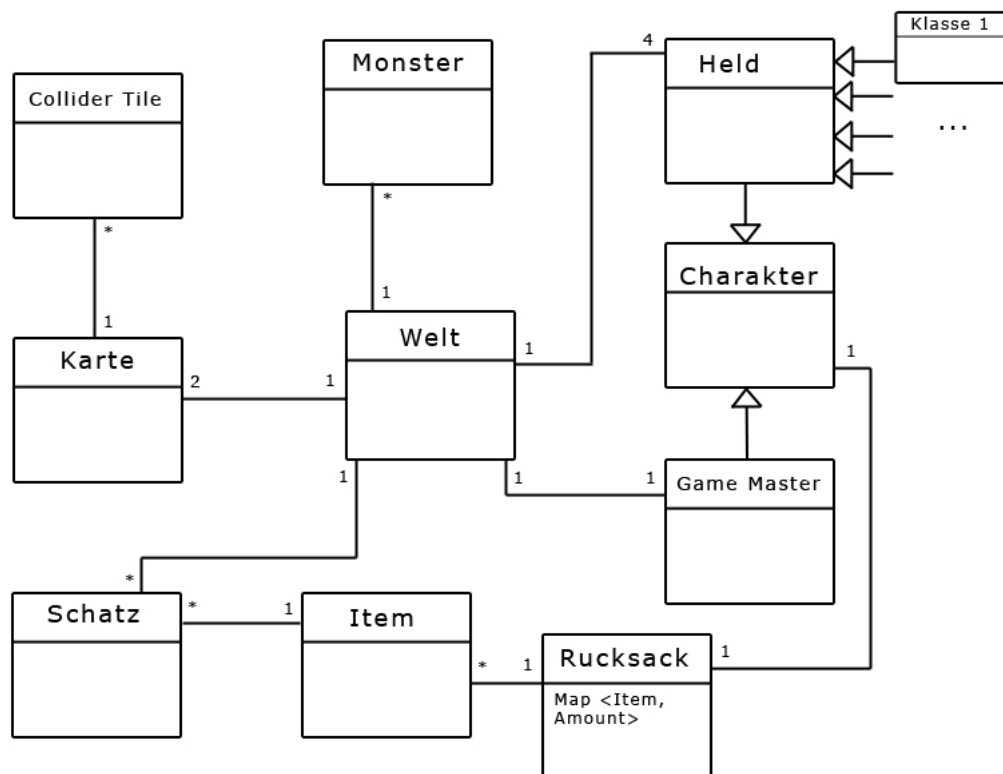 Klasse 1
Monster
4
Held
Collider Tile
...
*
*
Charakter
1
1
Welt
1
1
Karte
2
1
1
1
1
Game Master
*
Schatz
*
1
Item
*
1
Rucksack
1
Map <Item,
Amount>